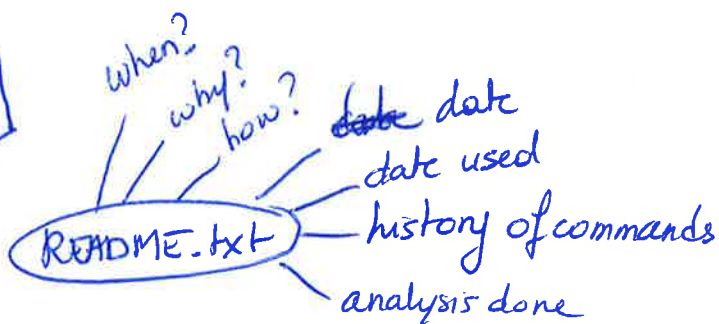 when?
why?
how?
date
date used
README.txt
history of commands
analysis done